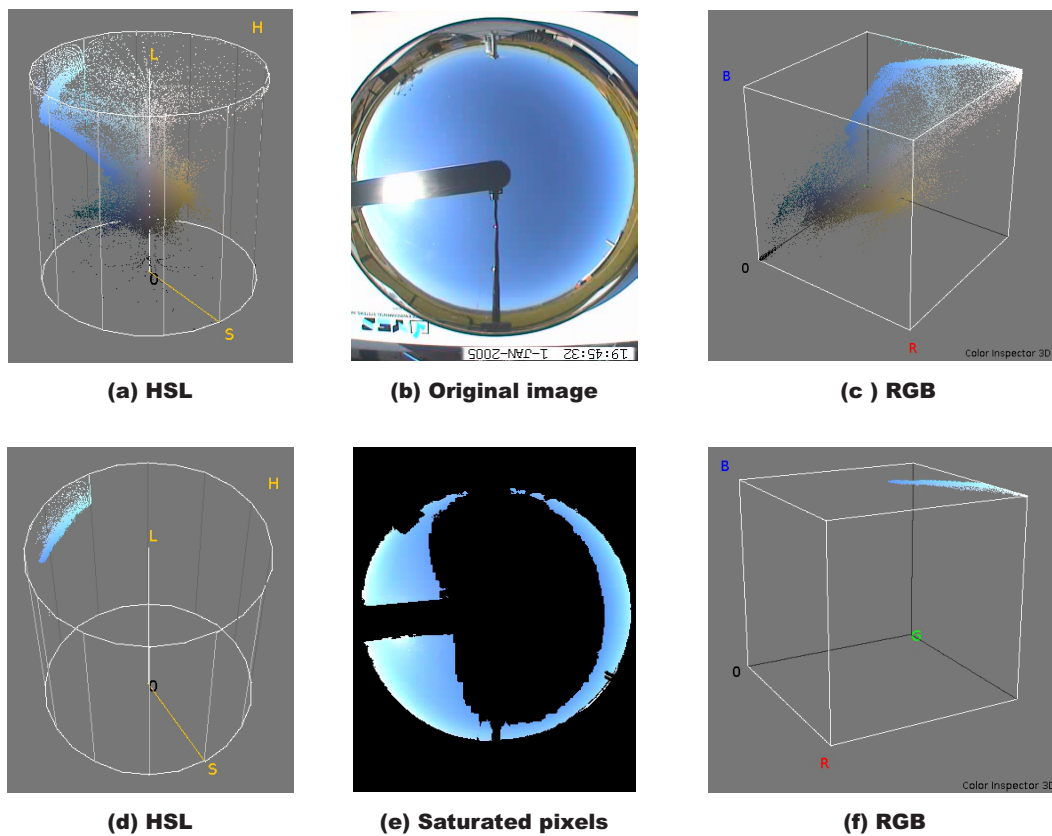 H
L
0
S
19:45:32 1-JAN-2005
B
0
R
Color Inspector 3D
(a) HSL
(b) Original image
(c ) RGB
H
L
0
S
B
G
0
R
Color Inspector 3D
(d) HSL
(e) Saturated pixels
(f) RGB